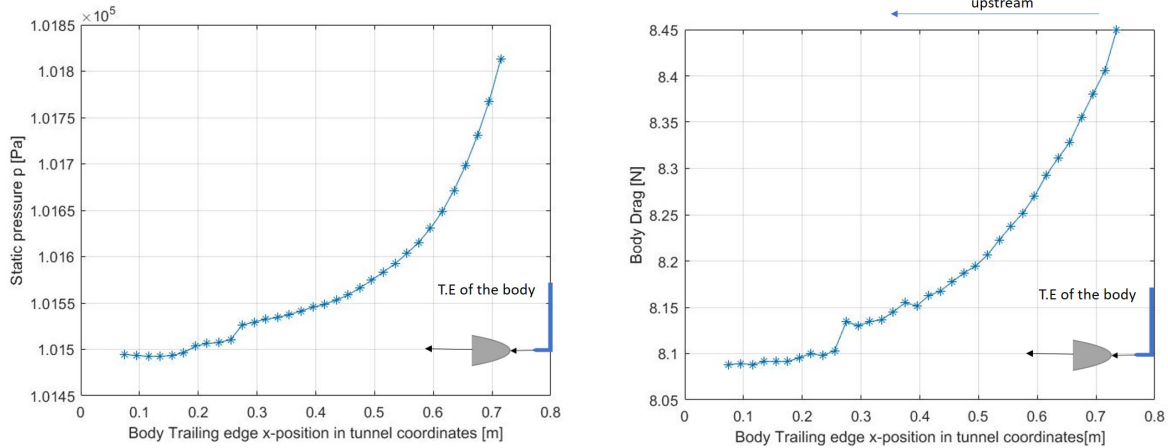 ×10⁵
1.0185
1.018
1.0175
1.017
1.0165
1.016
1.0155
1.015
1.0145
Static pressure p [Pa]
T.E of the body
0 0.1 0.2 0.3 0.4 0.5 0.6 0.7 0.8
Body Trailing edge x-position in tunnel coordinates [m]
upstream
8.45
8.4
8.35
8.3
8.25
8.2
8.15
8.1
8.05
Body Drag [N]
T.E of the body
0 0.1 0.2 0.3 0.4 0.5 0.6 0.7 0.8
Body Trailing edge x-position in tunnel coordinates[m]